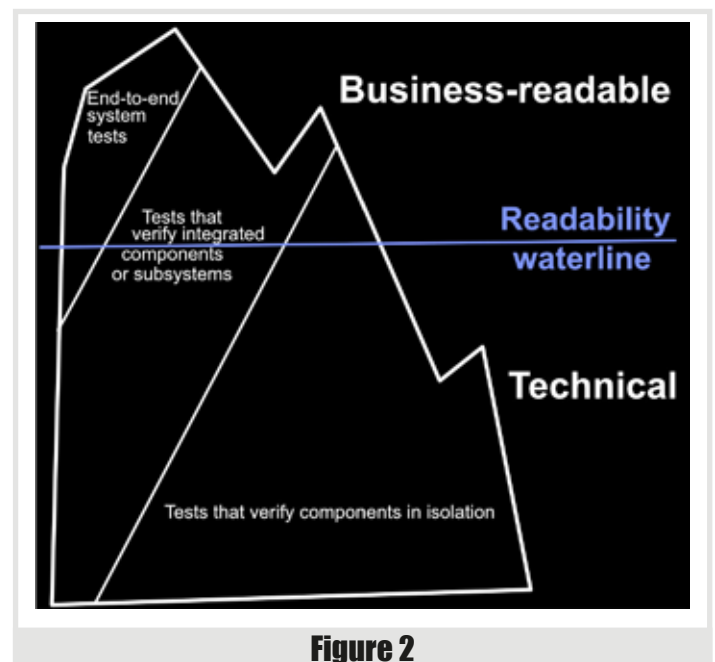 Business-readable
End-to-end
system
tests
Tests that
verify integrated
components
or subsystems
Readability
waterline
Technical
Tests that verify components in isolation
Figure 2